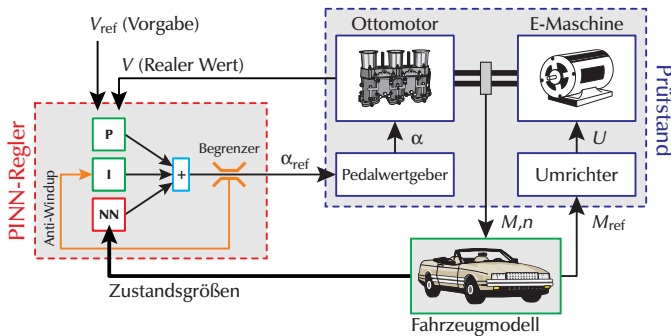 V_ref (Vorgabe)
V (Realer Wert)
Ottomotor
E-Maschine
Prüfstand
PINN-Regler
P
I
NN
+
Begrenzer
Anti-Windup
α_ref
α
Pedalwertgeber
U
Umrichter
M,n
M_ref
Zustandsgrößen
Fahrzeugmodell